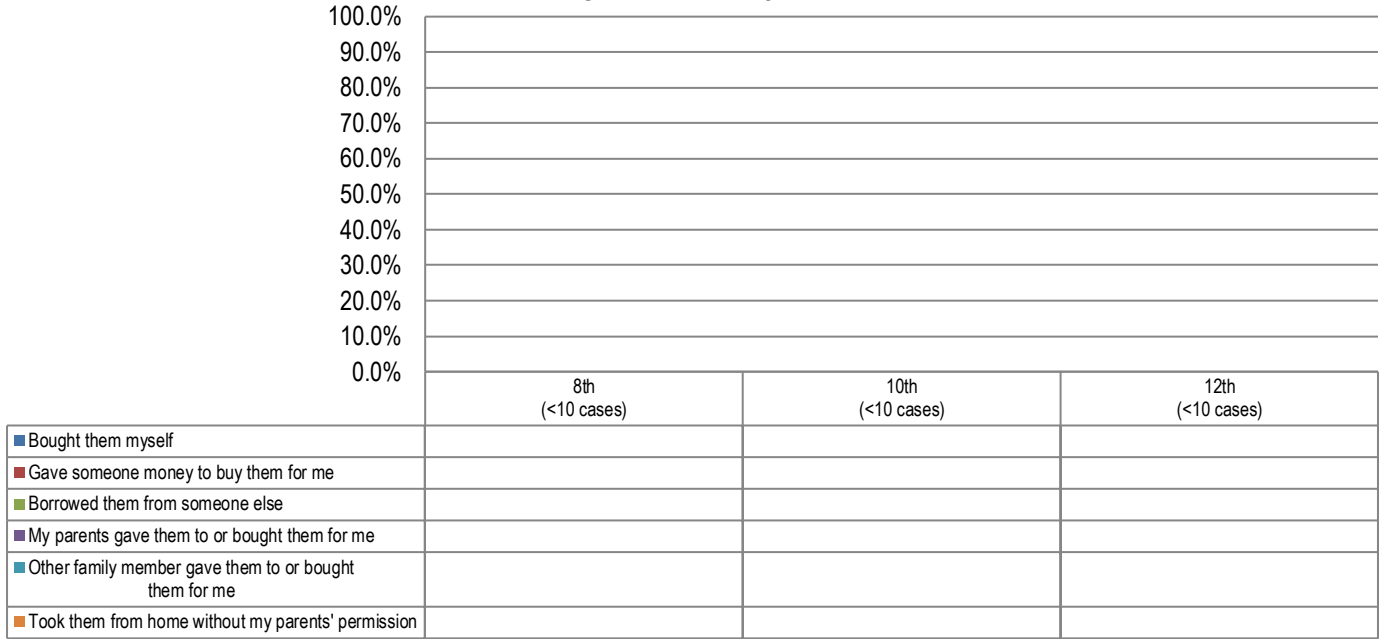 100.0%
90.0%
80.0%
70.0%
60.0%
50.0%
40.0%
30.0%
20.0%
10.0%
0.0%
8th 10th 12th
(<10 cases) (<10 cases) (<10 cases)
Bought them myself
Gave someone money to buy them for me
Borrowed them from someone else
My parents gave them to or bought them for me
Other family member gave them to or bought
them for me
Took them from home without my parents' permission